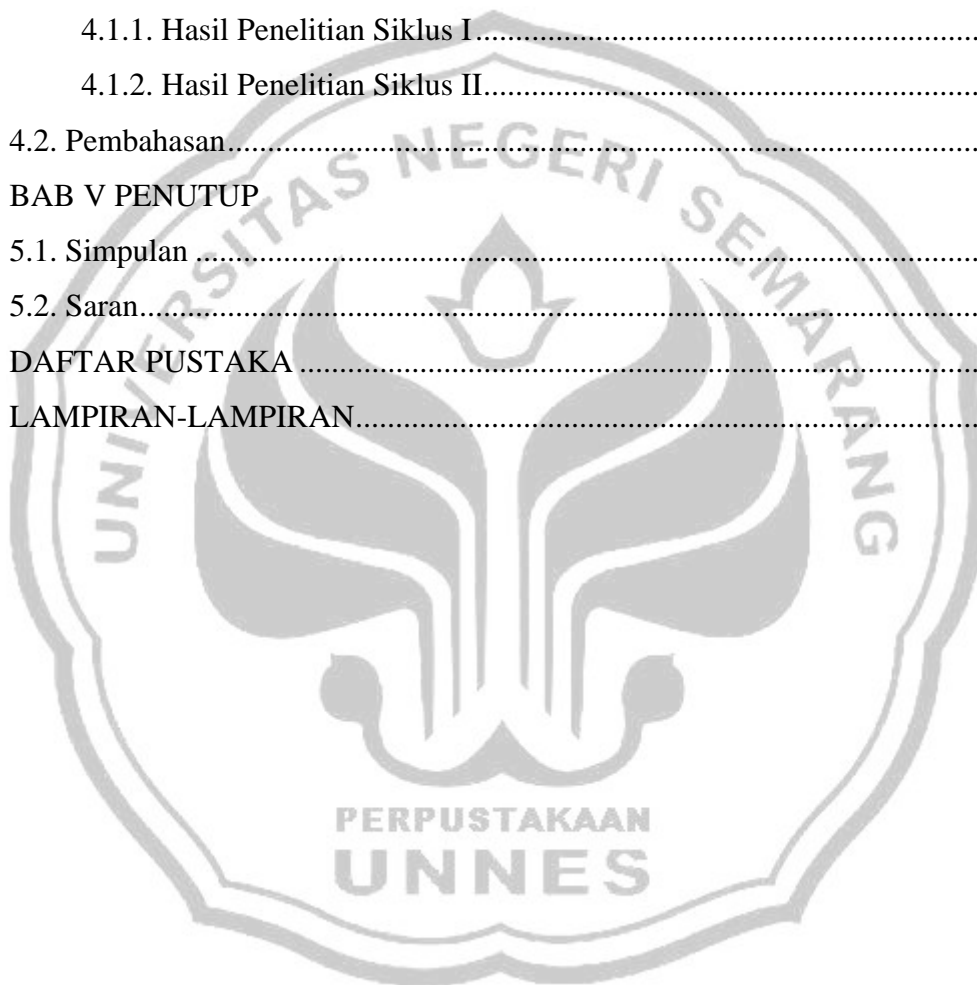 4.1.1. Hasil Penelitian Siklus I........................................................................
4.1.2. Hasil Penelitian Siklus II.......................................................................
4.2. Pembahasan..............................................................................................
BAB V PENUTUP
5.1. Simpulan ..................................................................................................
5.2. Saran.........................................................................................................
DAFTAR PUSTAKA .....................................................................................
LAMPIRAN-LAMPIRAN..............................................................................
UNIVERSITAS NEGERI SEMARANG
PERPUSTAKAAN
UNNES